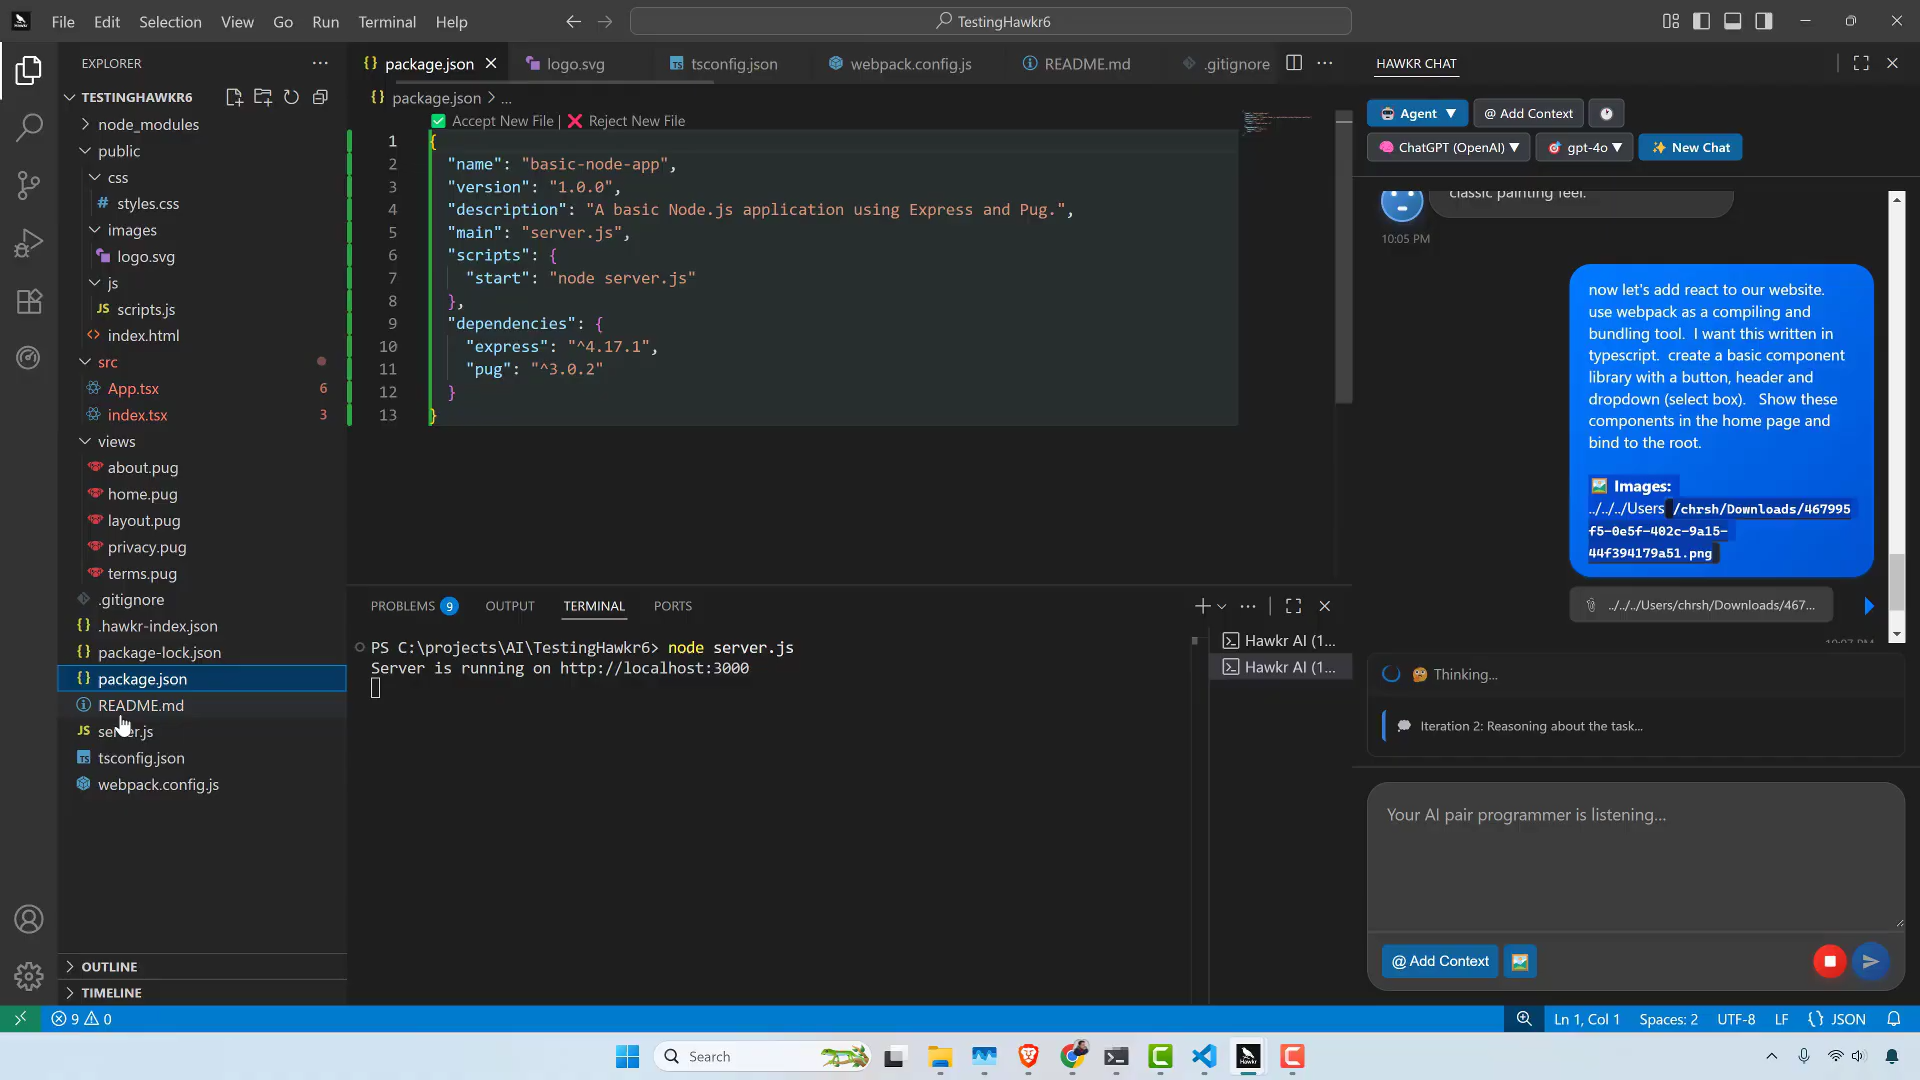 File Edit Selection View Go Run Terminal Help
TestingHawkr6
EXPLORER
TESTINGHAWKR6
node_modules
public
css
styles.css
images
logo.svg
js
scripts.js
index.html
src
App.tsx 6
index.tsx 3
views
about.pug
home.pug
layout.pug
privacy.pug
terms.pug
.gitignore
.hawkr-index.json
package-lock.json
package.json
README.md
server.js
tsconfig.json
webpack.config.js
OUTLINE
TIMELINE
package.json logo.svg tsconfig.json webpack.config.js README.md .gitignore
package.json > ...
Accept New File | Reject New File
1 {
2 "name": "basic-node-app",
3 "version": "1.0.0",
4 "description": "A basic Node.js application using Express and Pug.",
5 "main": "server.js",
6 "scripts": {
7 "start": "node server.js"
8 },
9 "dependencies": {
10 "express": "^4.17.1",
11 "pug": "^3.0.2"
12 }
13 }
PROBLEMS 9 OUTPUT TERMINAL PORTS
PS C:\projects\AI\TestingHawkr6> node server.js
Server is running on http://localhost:3000
Hawkr AI (1...
Hawkr AI (1...
HAWKR CHAT
Agent ▼ @ Add Context
ChatGPT (OpenAI) ▼ gpt-4o ▼ New Chat
classic painting feel.
10:05 PM
now let's add react to our website.
use webpack as a compiling and
bundling tool. I want this written in
typescript. create a basic component
library with a button, header and
dropdown (select box). Show these
components in the home page and
bind to the root.
Images:
../../../Users/chrsh/Downloads/467995
f5-0e5f-402c-9a15-
44f394179a51.png
../../../Users/chrsh/Downloads/467...
10:07 PM
Thinking...
Iteration 2: Reasoning about the task...
Your AI pair programmer is listening...
@ Add Context
9 0
Ln 1, Col 1 Spaces: 2 UTF-8 LF {} JSON
Search